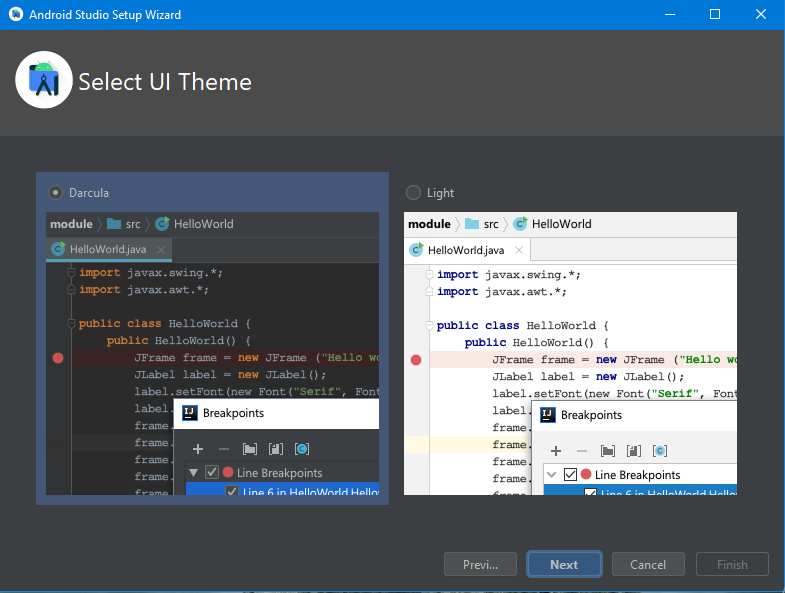 Android Studio Setup Wizard
Select UI Theme
Darcula
module src HelloWorld
HelloWorld.java
import javax.swing.*;
import javax.awt.*;
public class HelloWorld {
public HelloWorld() {
JFrame frame = new JFrame ("Hello wo
JLabel label = new JLabel();
label.setFont(new Font("Serif", Font
label.
frame.
frame.
frame.
frame.
frame
IJ Breakpoints
Line Breakpoints
Line 6 in HelloWorld.Hello
Light
module src HelloWorld
HelloWorld.java
import javax.swing.*;
import javax.awt.*;
public class HelloWorld {
public HelloWorld() {
JFrame frame = new JFrame ("Hello wo
JLabel label = new JLabel();
label.setFont(new Font("Serif", Font
label.
frame.
frame.
frame.
frame.
frame
IJ Breakpoints
Line Breakpoints
Line 6 in HelloWorld.Hello
Previ... Next Cancel Finish